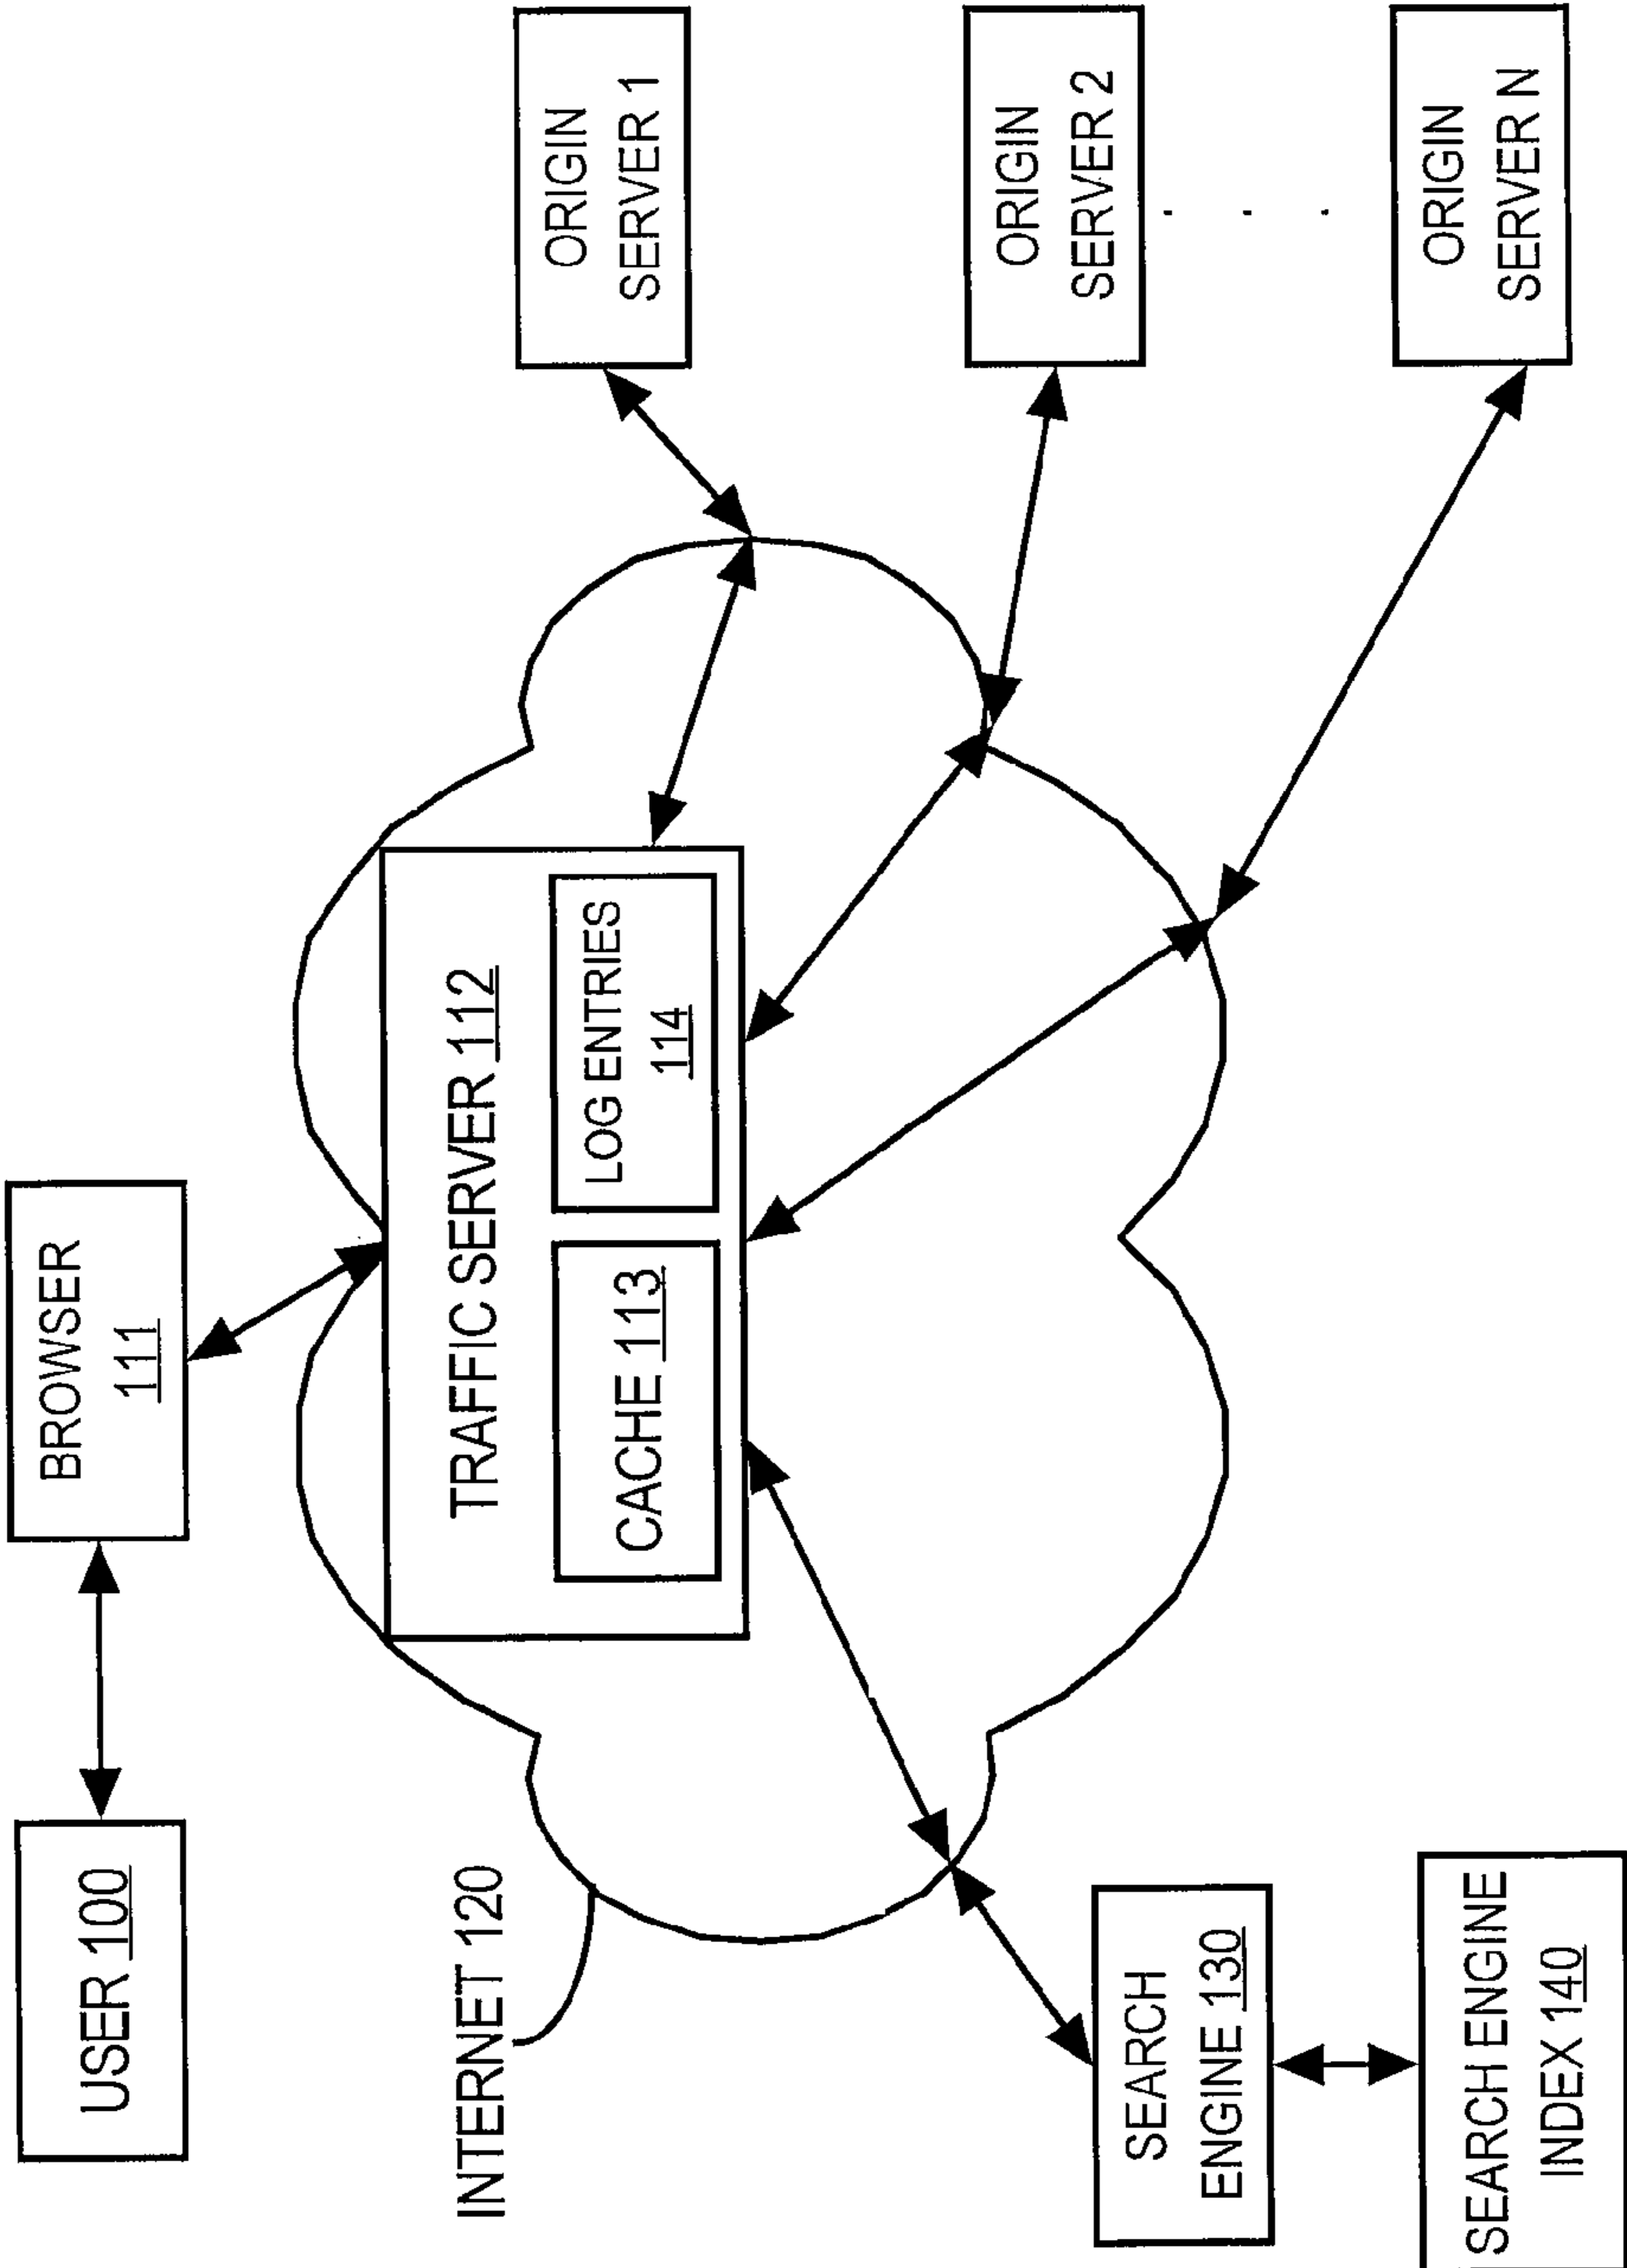 USER 100
BROWSER
111
INTERNET 120
TRAFFIC SERVER 112
CACHE 113
LOG ENTRIES
114
ORIGIN
SERVER 1
ORIGIN
SERVER 2
. . .
ORIGIN
SERVER N
SEARCH
ENGINE 130
SEARCH ENGINE
INDEX 140